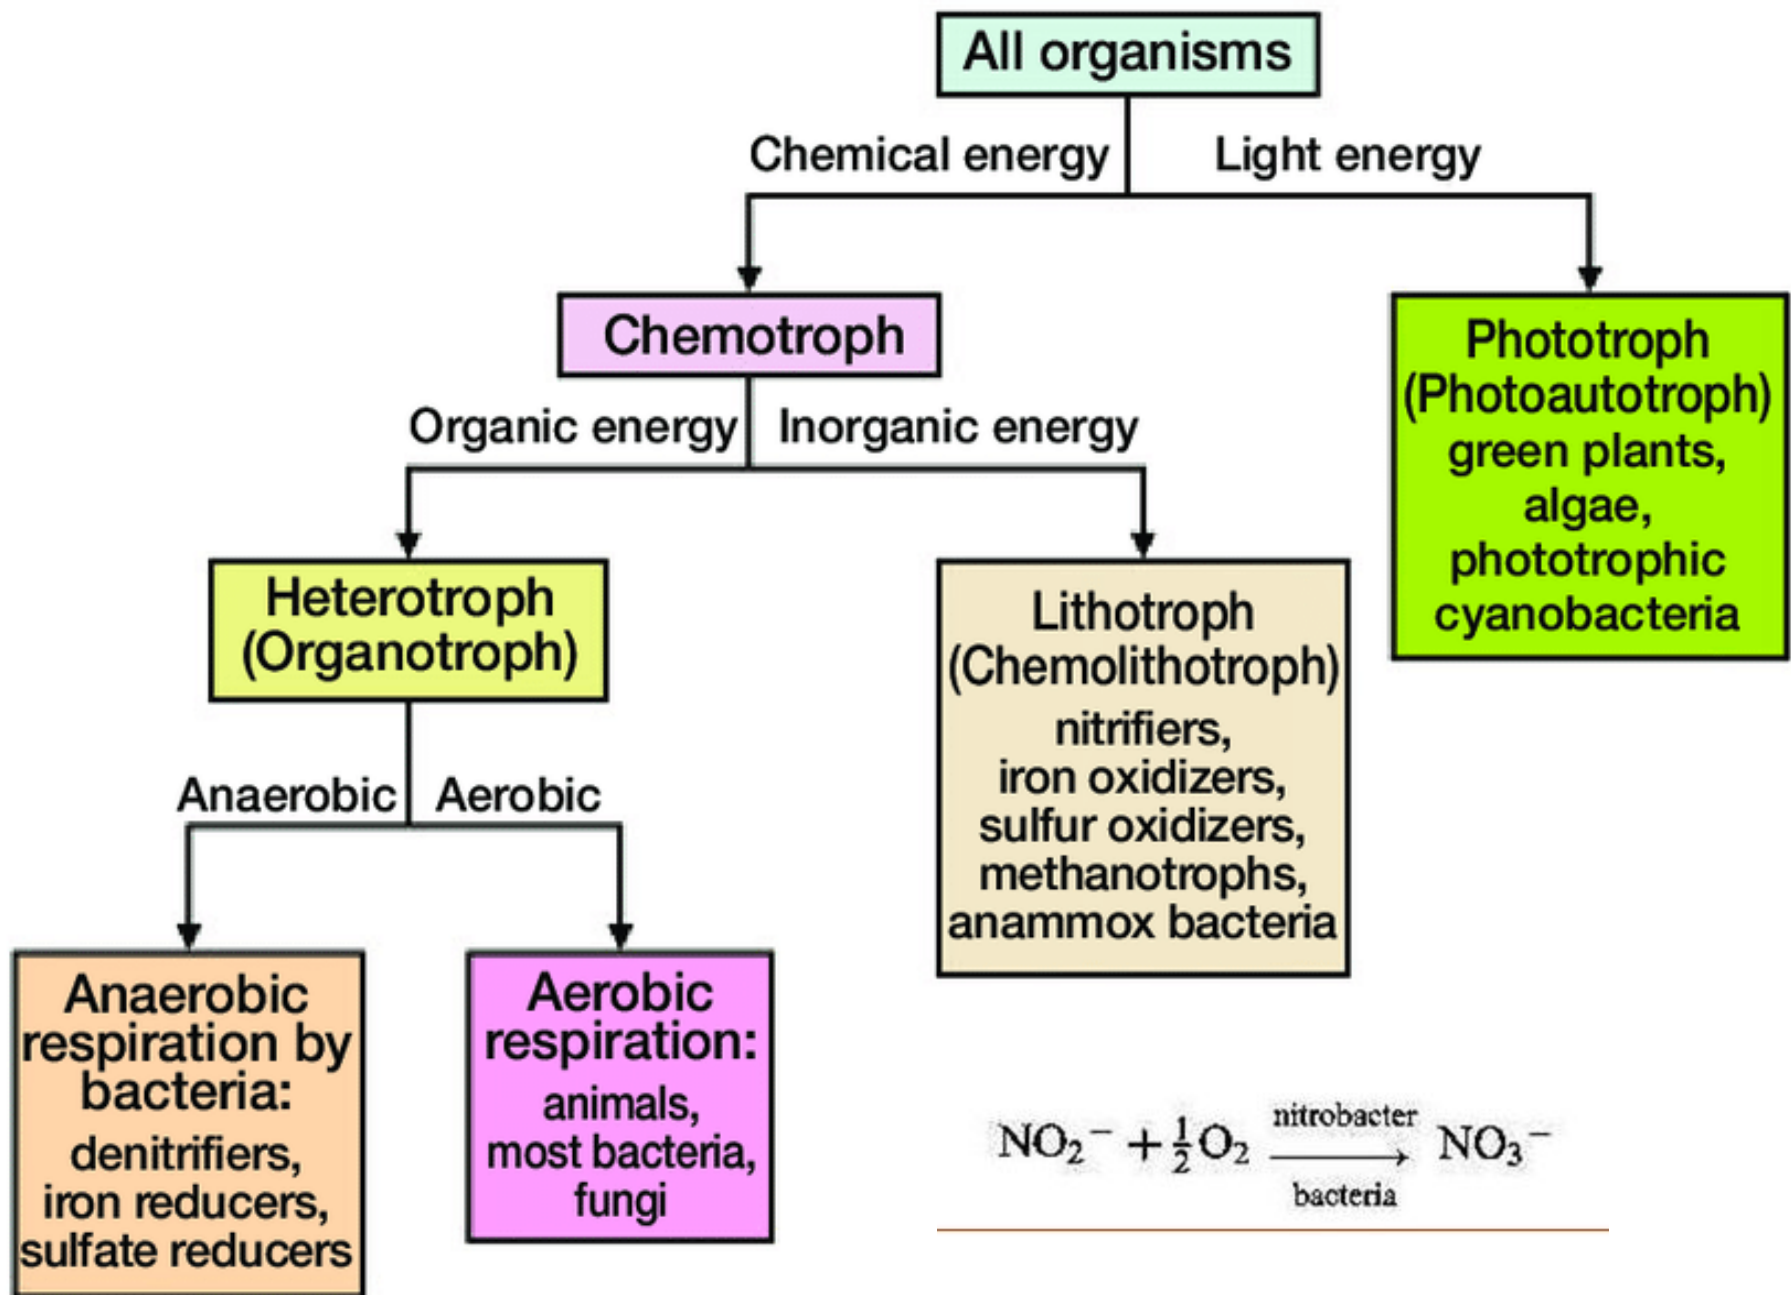 All organisms
Chemical energy
Light energy
Chemotroph
Phototroph
(Photoautotroph)
green plants,
algae,
phototrophic
cyanobacteria
Organic energy
Inorganic energy
Heterotroph
(Organotroph)
Lithotroph
(Chemolithotroph)
nitrifiers,
iron oxidizers,
sulfur oxidizers,
methanotrophs,
anammox bacteria
Anaerobic
Aerobic
Anaerobic
respiration by
bacteria:
denitrifiers,
iron reducers,
sulfate reducers
Aerobic
respiration:
animals,
most bacteria,
fungi
nitrobacter
NO₂⁻ + ½O₂ ⟶ NO₃⁻
bacteria